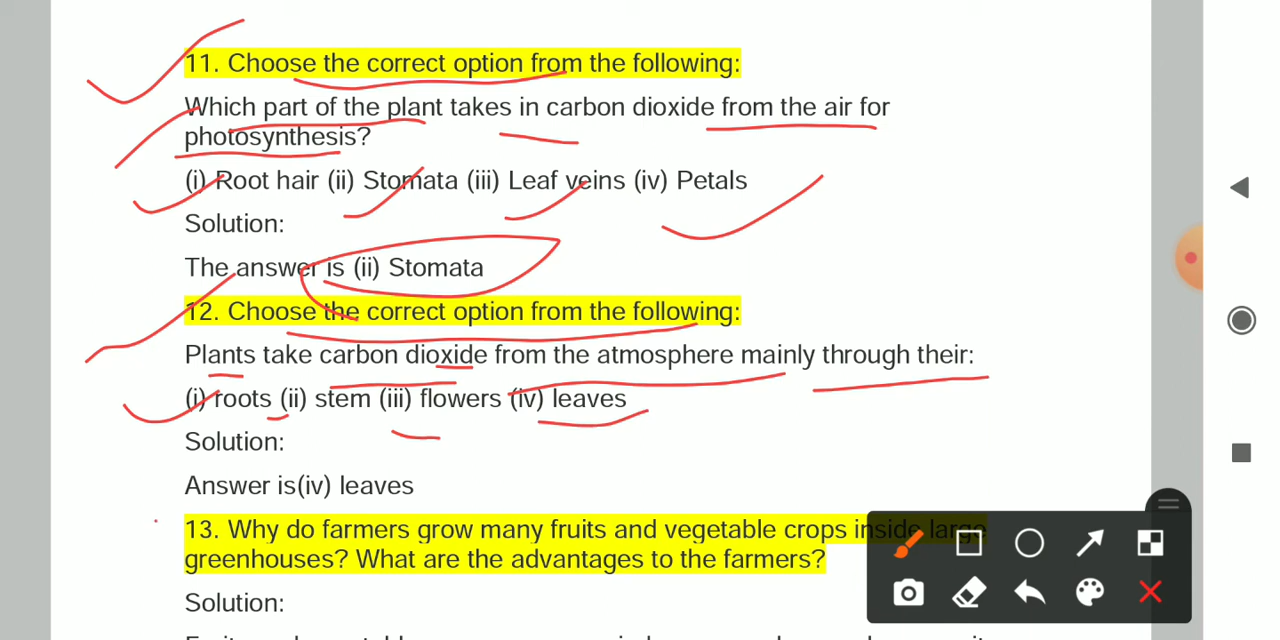 11. Choose the correct option from the following:
Which part of the plant takes in carbon dioxide from the air for
photosynthesis?
(i) Root hair (ii) Stomata (iii) Leaf veins (iv) Petals
Solution:
The answer is (ii) Stomata
12. Choose the correct option from the following:
Plants take carbon dioxide from the atmosphere mainly through their:
(i) roots (ii) stem (iii) flowers (iv) leaves
Solution:
Answer is(iv) leaves
13. Why do farmers grow many fruits and vegetable crops inside large
greenhouses? What are the advantages to the farmers?
Solution: